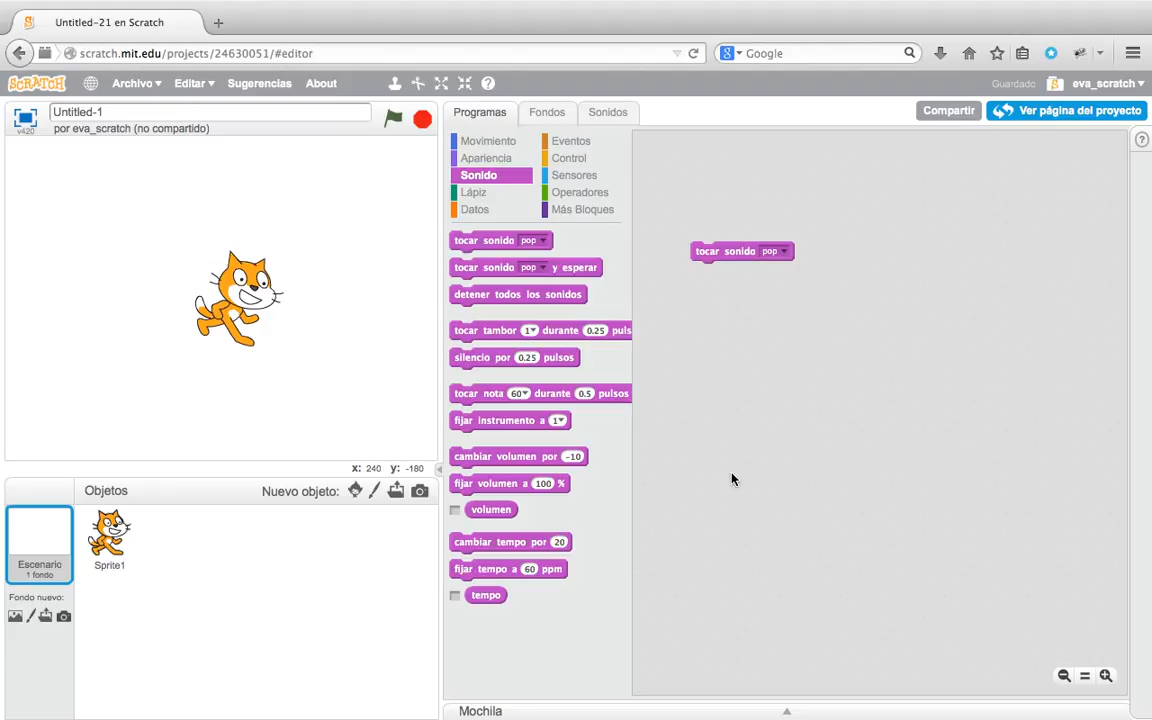 Untitled-21 en Scratch
scratch.mit.edu/projects/24630051/#editor
Google
SCRATCH
Archivo
Editar
Sugerencias
About
Guardado
eva_scratch
v420
Untitled-1
por eva_scratch (no compartido)
Programas
Fondos
Sonidos
Compartir
Ver página del proyecto
Movimiento
Eventos
Apariencia
Control
Sonido
Sensores
Lápiz
Operadores
Datos
Más Bloques
tocar sonido pop
tocar sonido pop y esperar
detener todos los sonidos
tocar tambor 1 durante 0.25 puls
silencio por 0.25 pulsos
tocar nota 60 durante 0.5 pulsos
fijar instrumento a 1
cambiar volumen por -10
fijar volumen a 100 %
volumen
cambiar tempo por 20
fijar tempo a 60 ppm
tempo
tocar sonido pop
x: 240 y: -180
Objetos
Nuevo objeto:
Escenario
1 fondo
Sprite1
Fondo nuevo:
Mochila